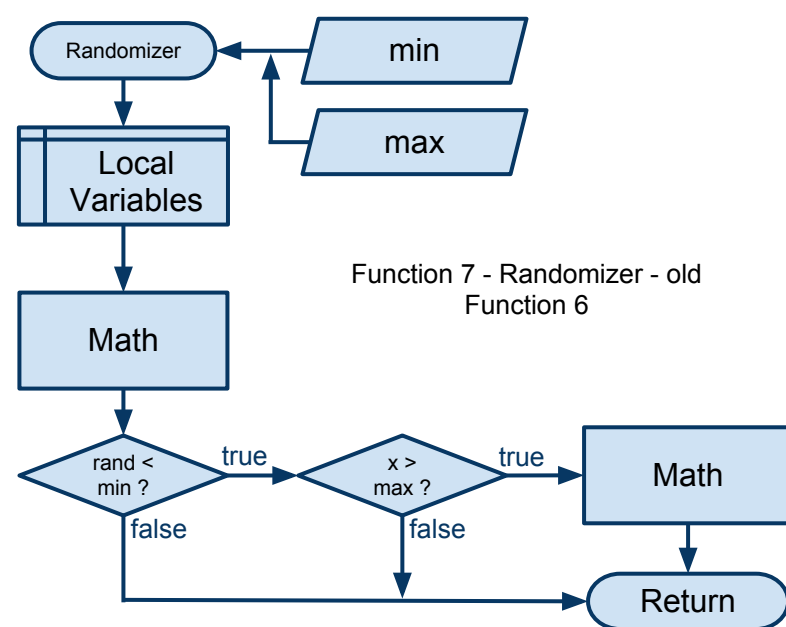 Randomizer
min
max
Local
Variables
Function 7 - Randomizer - old
Function 6
Math
rand <
min ?
true
false
x >
max ?
true
false
Math
Return